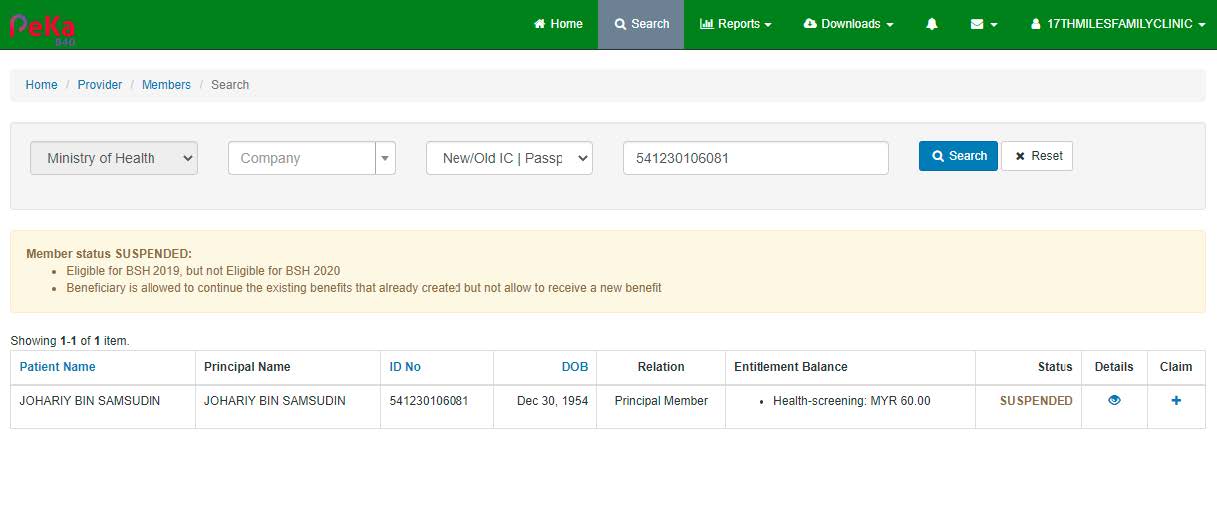 PeKa
B40
Home
Search
Reports
Downloads
17THMILESFAMILYCLINIC
Home / Provider / Members / Search
Ministry of Health
Company
New/Old IC | Passp
541230106081
Search
Reset
Member status SUSPENDED:
• Eligible for BSH 2019, but not Eligible for BSH 2020
• Beneficiary is allowed to continue the existing benefits that already created but not allow to receive a new benefit
Showing 1-1 of 1 item.
Patient Name Principal Name ID No DOB Relation Entitlement Balance Status Details Claim
JOHARIY BIN SAMSUDIN JOHARIY BIN SAMSUDIN 541230106081 Dec 30, 1954 Principal Member • Health-screening: MYR 60.00 SUSPENDED